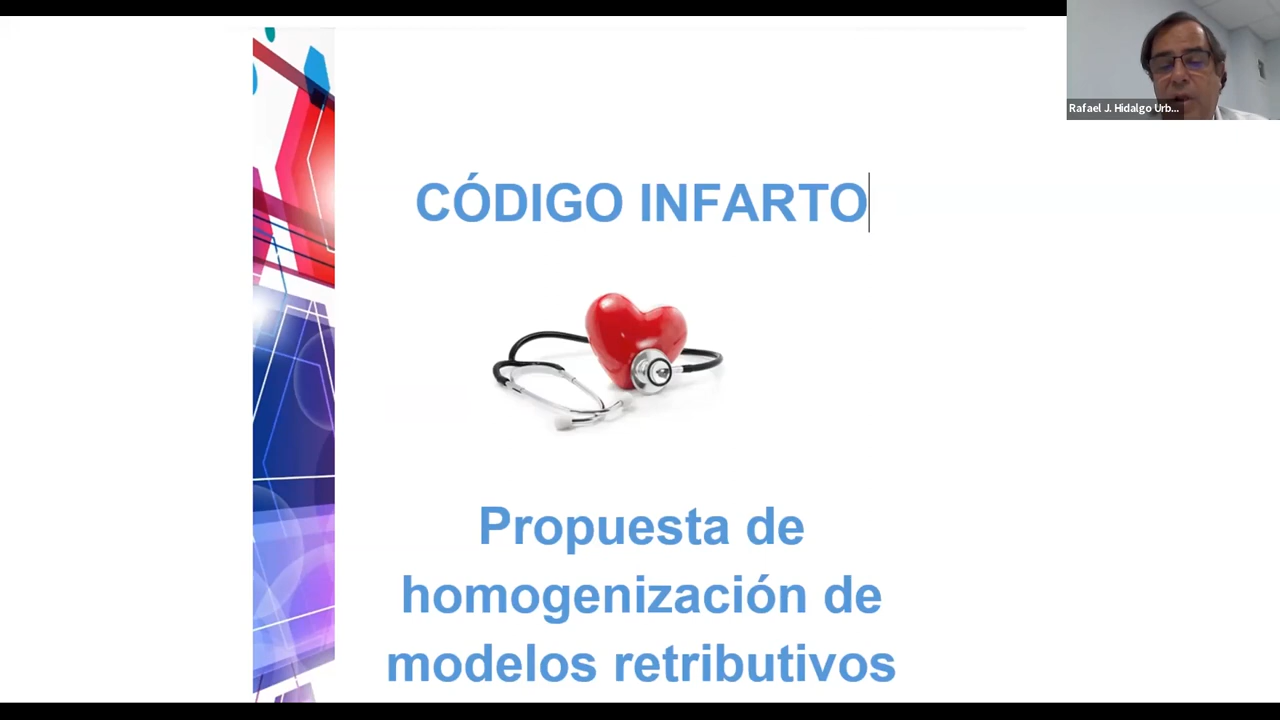 Rafael J. Hidalgo Urb...
CÓDIGO INFARTO
Propuesta de
homogenización de
modelos retributivos